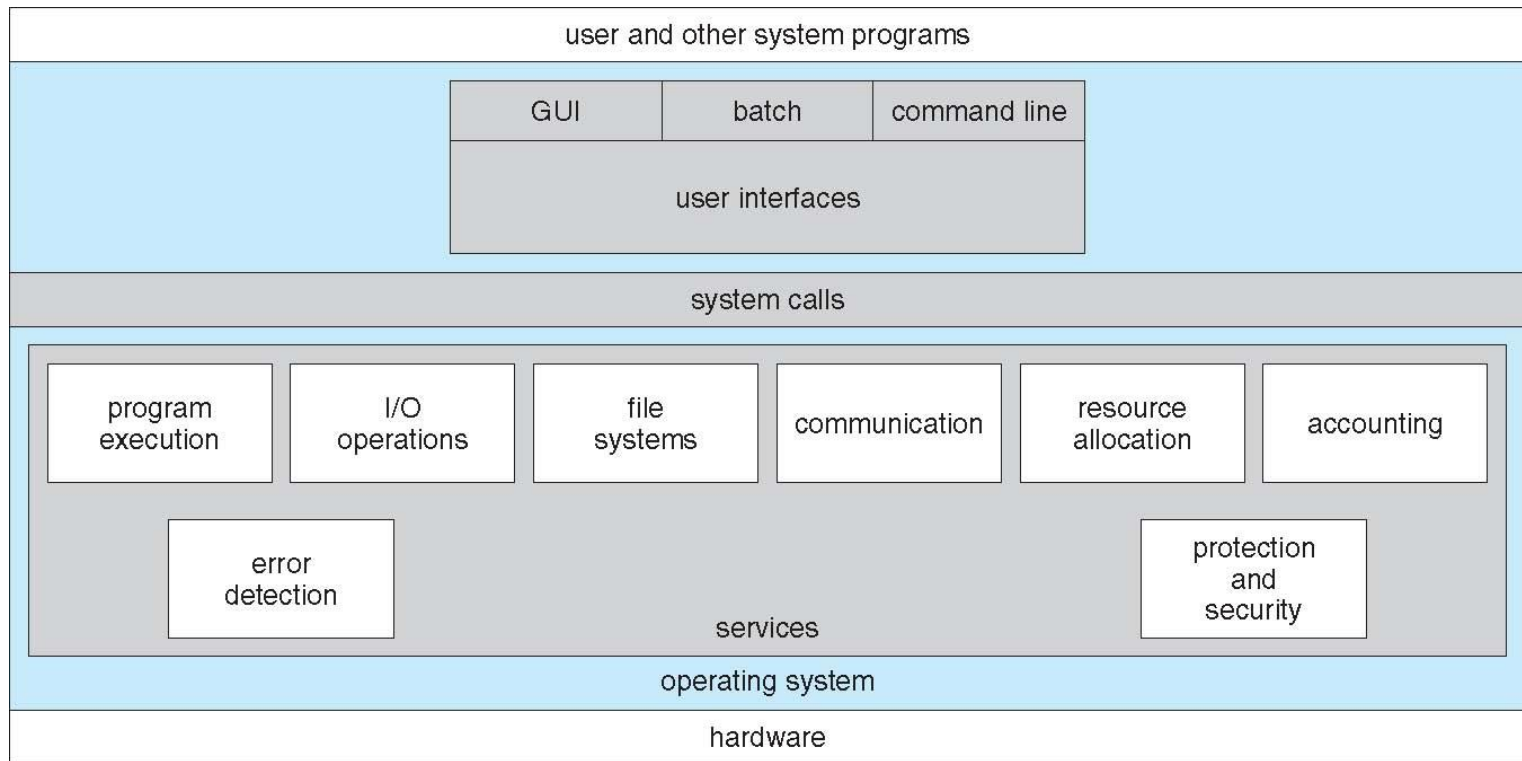 user and other system programs
GUI
batch
command line
user interfaces
system calls
program
execution
I/O
operations
file
systems
communication
resource
allocation
accounting
error
detection
protection
and
security
services
operating system
hardware